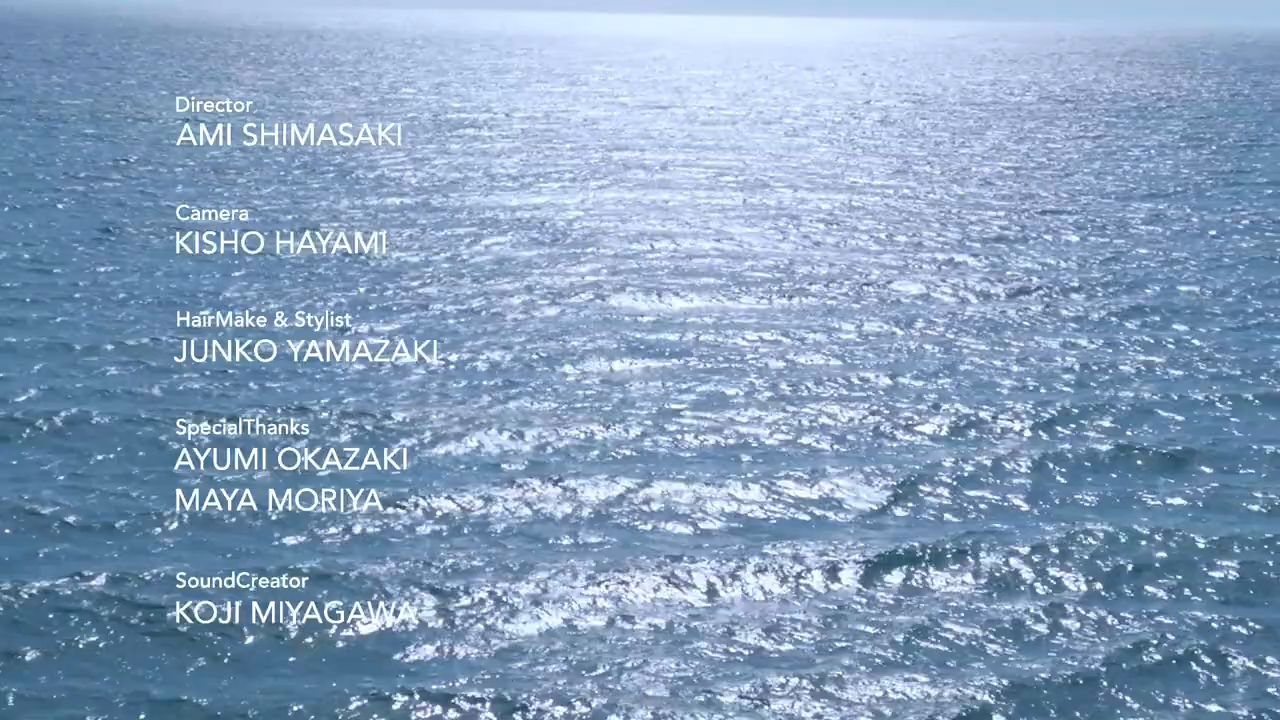 Director
AMI SHIMASAKI
Camera
KISHO HAYAMI
HairMake & Stylist
JUNKO YAMAZAKI
SpecialThanks
AYUMI OKAZAKI
MAYA MORIYA
SoundCreator
KOJI MIYAGAWA